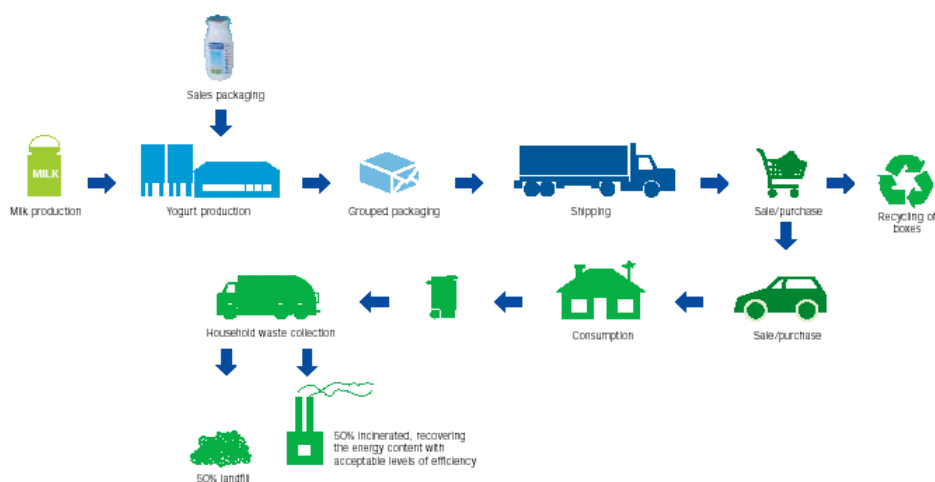 Sales packaging
MILK
Milk production
Yogurt production
Grouped packaging
Shipping
Sale/purchase
Recycling of
boxes
Household waste collection
Consumption
Sale/purchase
50% landfill
50% incinerated, recovering
the energy content with
acceptable levels of efficiency